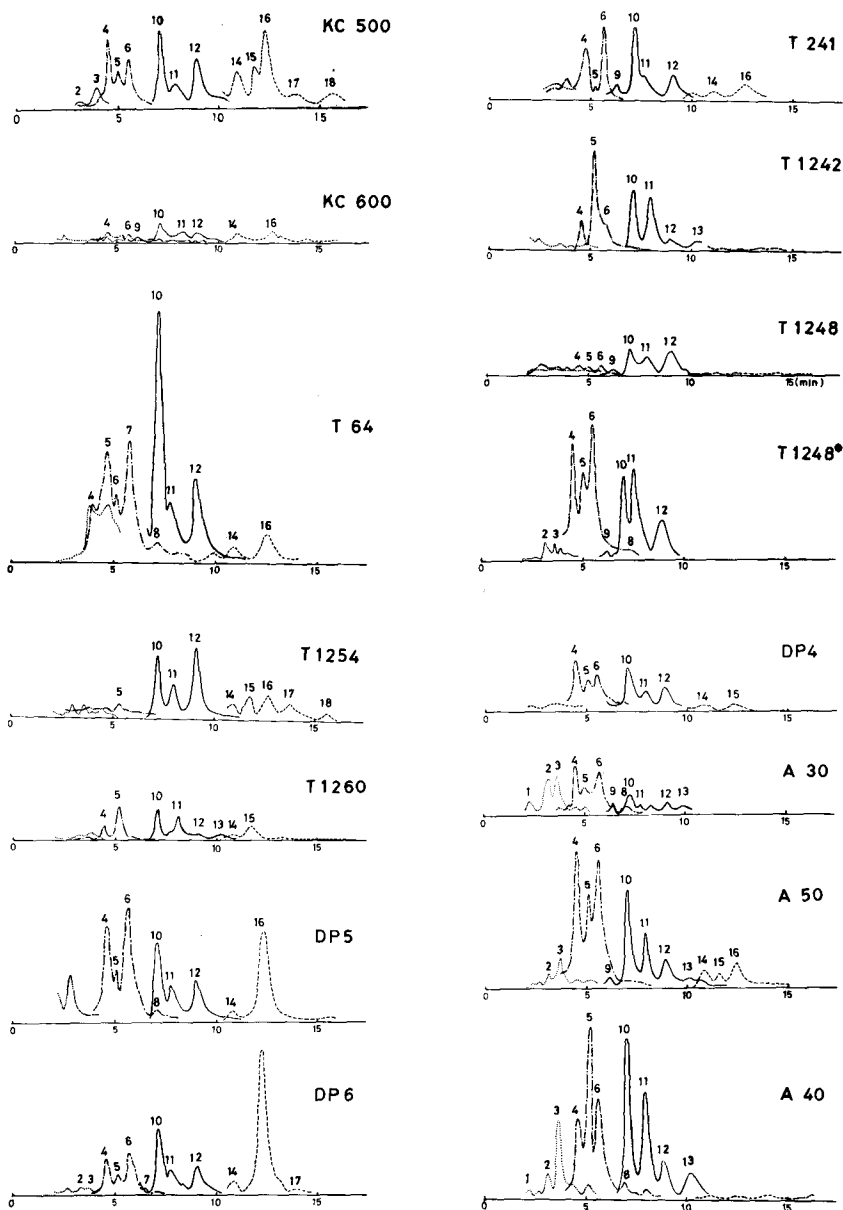 KC 500
2 3 4 5 6 10 11 12 14 15 16 17 18
0 5 10 15
KC 600
4 6 9 10 11 12 14 16
0 5 10 15
T 64
4 5 6 7 8 10 11 12 14 16
0 5 10 15
T1254
5 10 11 12 14 15 16 17 18
0 5 10 15
T1260
4 5 10 11 12 13 14 15
0 5 10 15
DP5
4 5 6 8 10 11 12 14 16
0 5 10 15
DP6
2 3 4 5 6 7 10 11 12 14 16 17
0 5 10 15
T 241
4 5 6 9 10 11 12 14 16
0 5 10 15
T1242
4 5 6 10 11 12 13
0 5 10 15
T1248
4 5 6 9 10 11 12
0 5 10 15(min)
T1248*
2 3 4 5 6 9 10 11 8 12
0 5 10 15
DP4
4 5 6 10 11 12 14 15
0 5 10 15
A 30
1 2 3 4 5 6 9 8 10 11 12 13
0 5 10 15
A 50
2 3 4 5 6 9 10 11 12 13 14 15 16
0 5 10 15
A 40
1 2 3 4 5 6 8 10 11 12 13
0 5 10 15